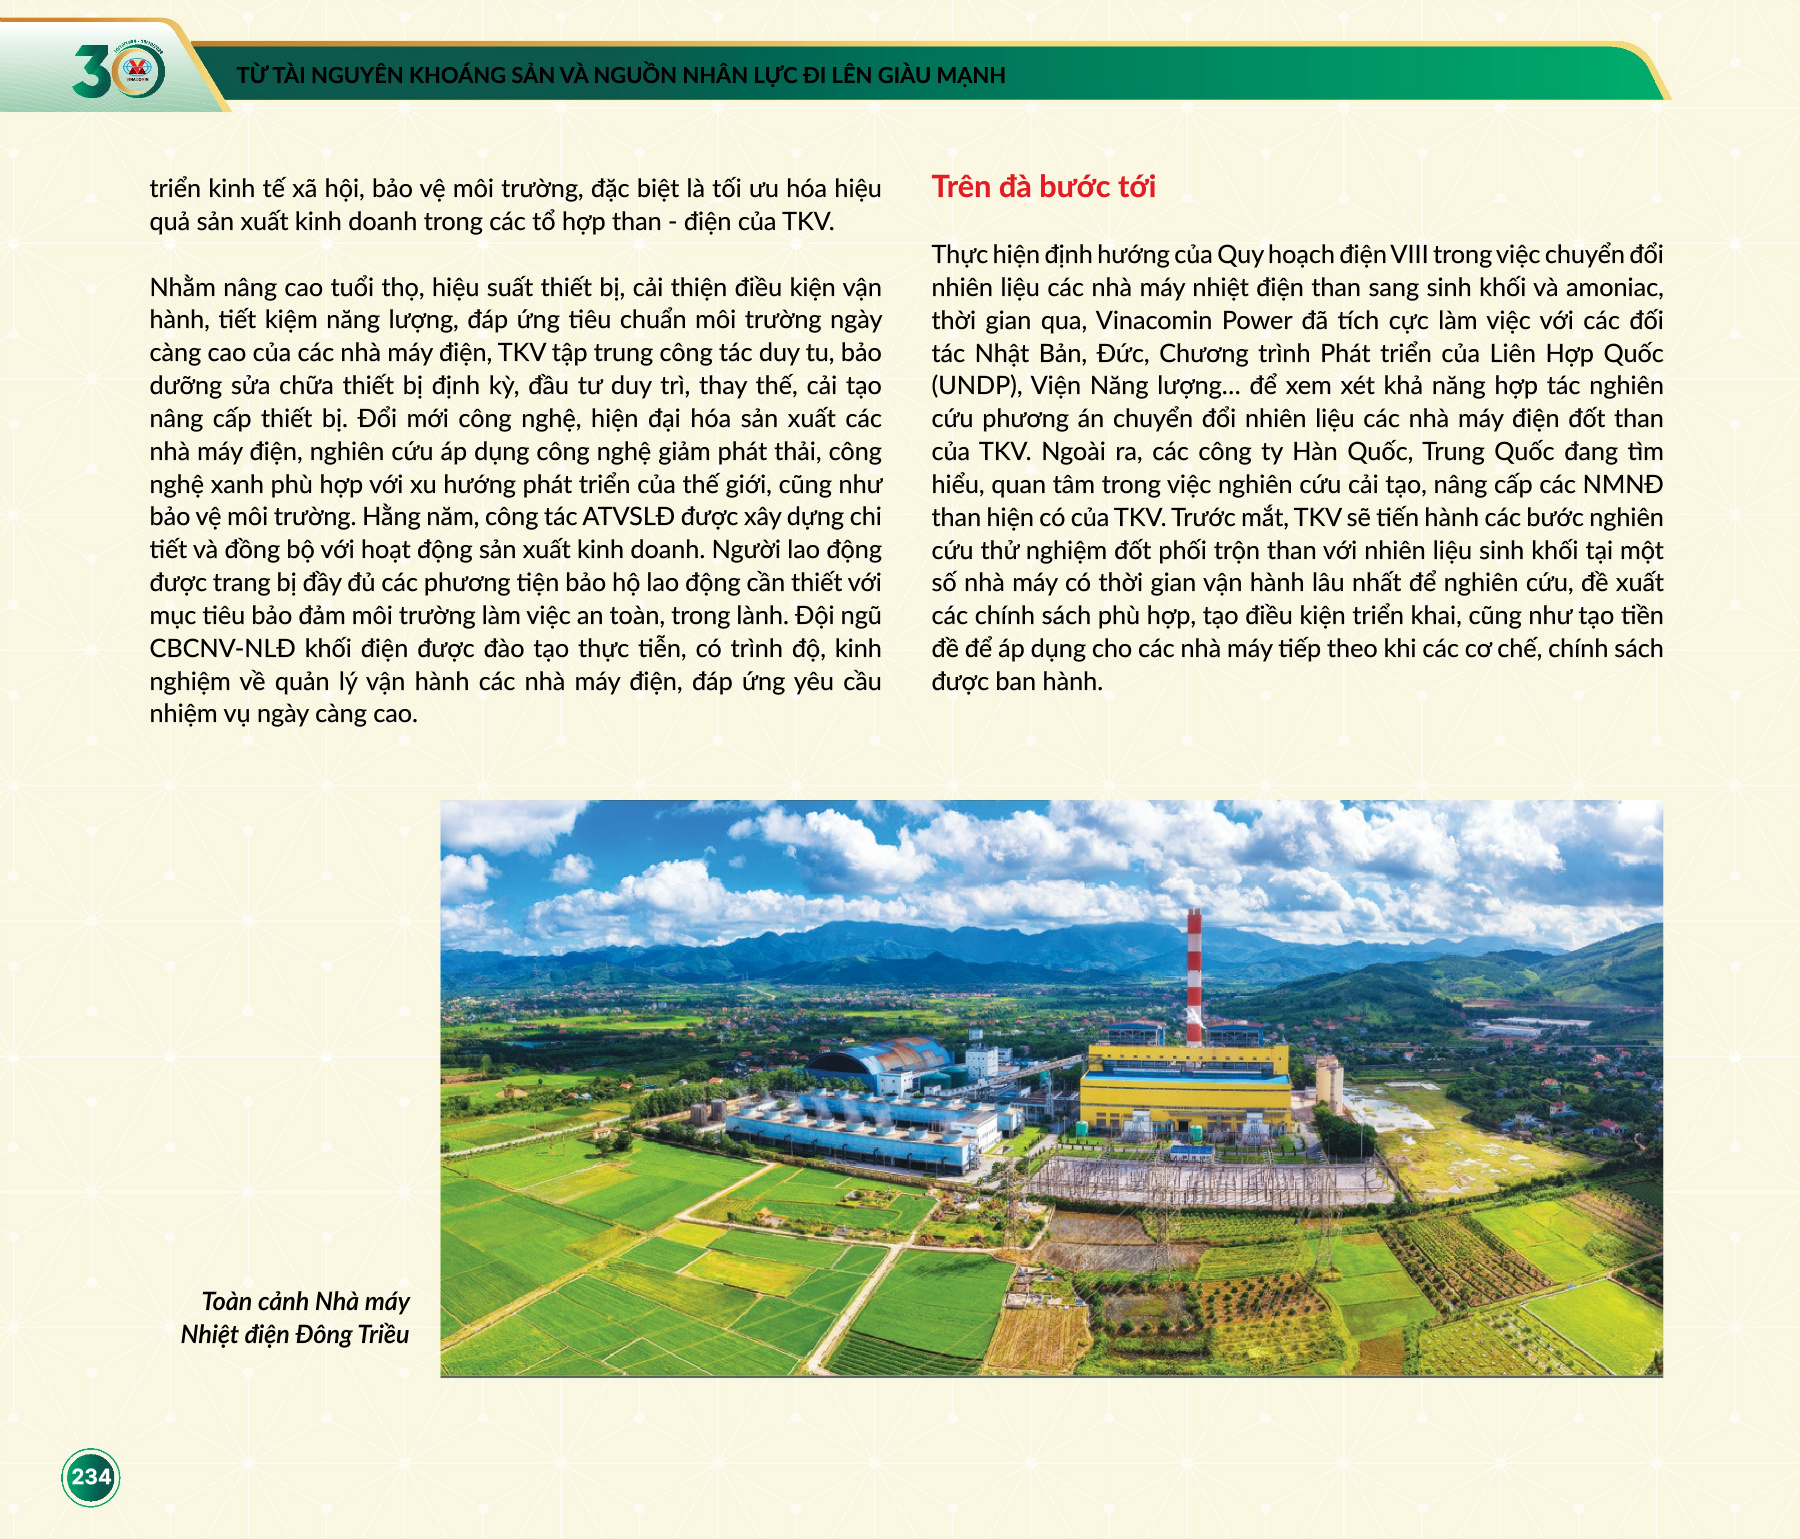 30
VINACOMIN
TỪ TÀI NGUYÊN KHOÁNG SẢN VÀ NGUỒN NHÂN LỰC ĐI LÊN GIÀU MẠNH
triển kinh tế xã hội, bảo vệ môi trường, đặc biệt là tối ưu hóa hiệu
quả sản xuất kinh doanh trong các tổ hợp than - điện của TKV.
Nhằm nâng cao tuổi thọ, hiệu suất thiết bị, cải thiện điều kiện vận
hành, tiết kiệm năng lượng, đáp ứng tiêu chuẩn môi trường ngày
càng cao của các nhà máy điện, TKV tập trung công tác duy tu, bảo
dưỡng sửa chữa thiết bị định kỳ, đầu tư duy trì, thay thế, cải tạo
nâng cấp thiết bị. Đổi mới công nghệ, hiện đại hóa sản xuất các
nhà máy điện, nghiên cứu áp dụng công nghệ giảm phát thải, công
nghệ xanh phù hợp với xu hướng phát triển của thế giới, cũng như
bảo vệ môi trường. Hằng năm, công tác ATVSLĐ được xây dựng chi
tiết và đồng bộ với hoạt động sản xuất kinh doanh. Người lao động
được trang bị đầy đủ các phương tiện bảo hộ lao động cần thiết với
mục tiêu bảo đảm môi trường làm việc an toàn, trong lành. Đội ngũ
CBCNV-NLĐ khối điện được đào tạo thực tiễn, có trình độ, kinh
nghiệm về quản lý vận hành các nhà máy điện, đáp ứng yêu cầu
nhiệm vụ ngày càng cao.
Trên đà bước tới
Thực hiện định hướng của Quy hoạch điện VIII trong việc chuyển đổi
nhiên liệu các nhà máy nhiệt điện than sang sinh khối và amoniac,
thời gian qua, Vinacomin Power đã tích cực làm việc với các đối
tác Nhật Bản, Đức, Chương trình Phát triển của Liên Hợp Quốc
(UNDP), Viện Năng lượng... để xem xét khả năng hợp tác nghiên
cứu phương án chuyển đổi nhiên liệu các nhà máy điện đốt than
của TKV. Ngoài ra, các công ty Hàn Quốc, Trung Quốc đang tìm
hiểu, quan tâm trong việc nghiên cứu cải tạo, nâng cấp các NMNĐ
than hiện có của TKV. Trước mắt, TKV sẽ tiến hành các bước nghiên
cứu thử nghiệm đốt phối trộn than với nhiên liệu sinh khối tại một
số nhà máy có thời gian vận hành lâu nhất để nghiên cứu, đề xuất
các chính sách phù hợp, tạo điều kiện triển khai, cũng như tạo tiền
đề để áp dụng cho các nhà máy tiếp theo khi các cơ chế, chính sách
được ban hành.
Toàn cảnh Nhà máy
Nhiệt điện Đông Triều
234